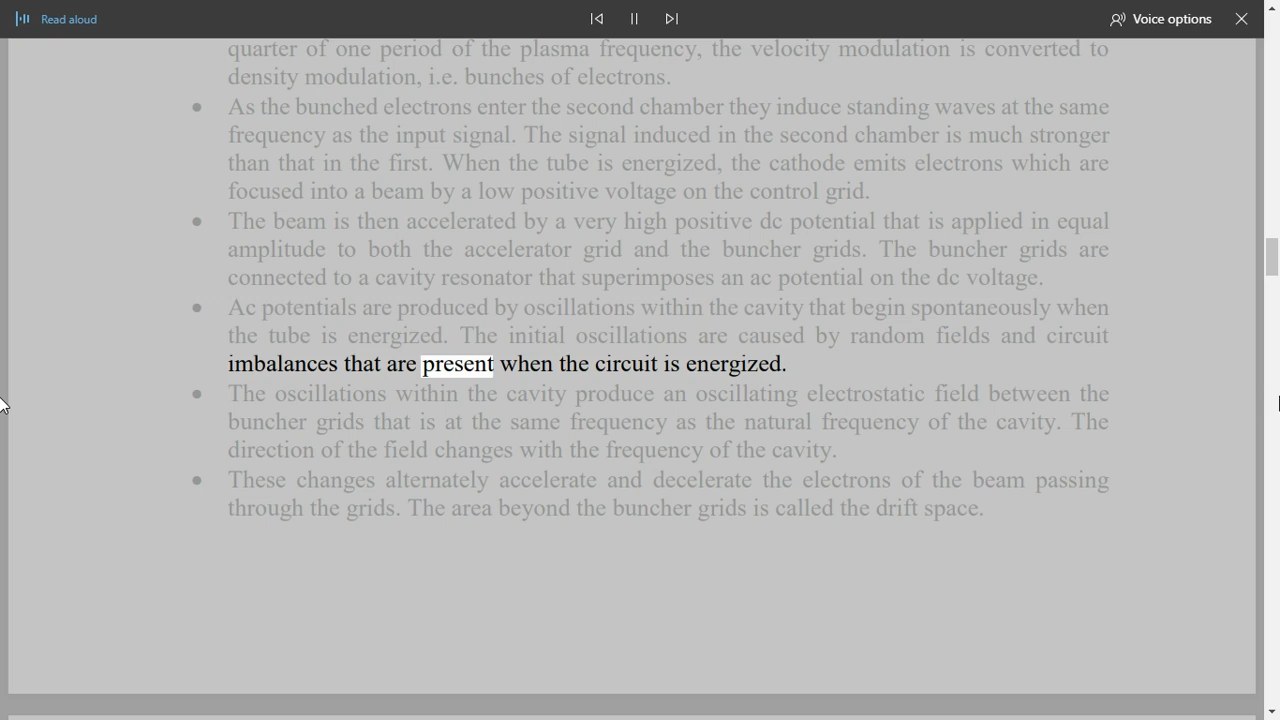 Read aloud
Voice options
quarter of one period of the plasma frequency, the velocity modulation is converted to
density modulation, i.e. bunches of electrons.
• As the bunched electrons enter the second chamber they induce standing waves at the same
frequency as the input signal. The signal induced in the second chamber is much stronger
than that in the first. When the tube is energized, the cathode emits electrons which are
focused into a beam by a low positive voltage on the control grid.
• The beam is then accelerated by a very high positive dc potential that is applied in equal
amplitude to both the accelerator grid and the buncher grids. The buncher grids are
connected to a cavity resonator that superimposes an ac potential on the dc voltage.
• Ac potentials are produced by oscillations within the cavity that begin spontaneously when
the tube is energized. The initial oscillations are caused by random fields and circuit
imbalances that are present when the circuit is energized.
• The oscillations within the cavity produce an oscillating electrostatic field between the
buncher grids that is at the same frequency as the natural frequency of the cavity. The
direction of the field changes with the frequency of the cavity.
• These changes alternately accelerate and decelerate the electrons of the beam passing
through the grids. The area beyond the buncher grids is called the drift space.